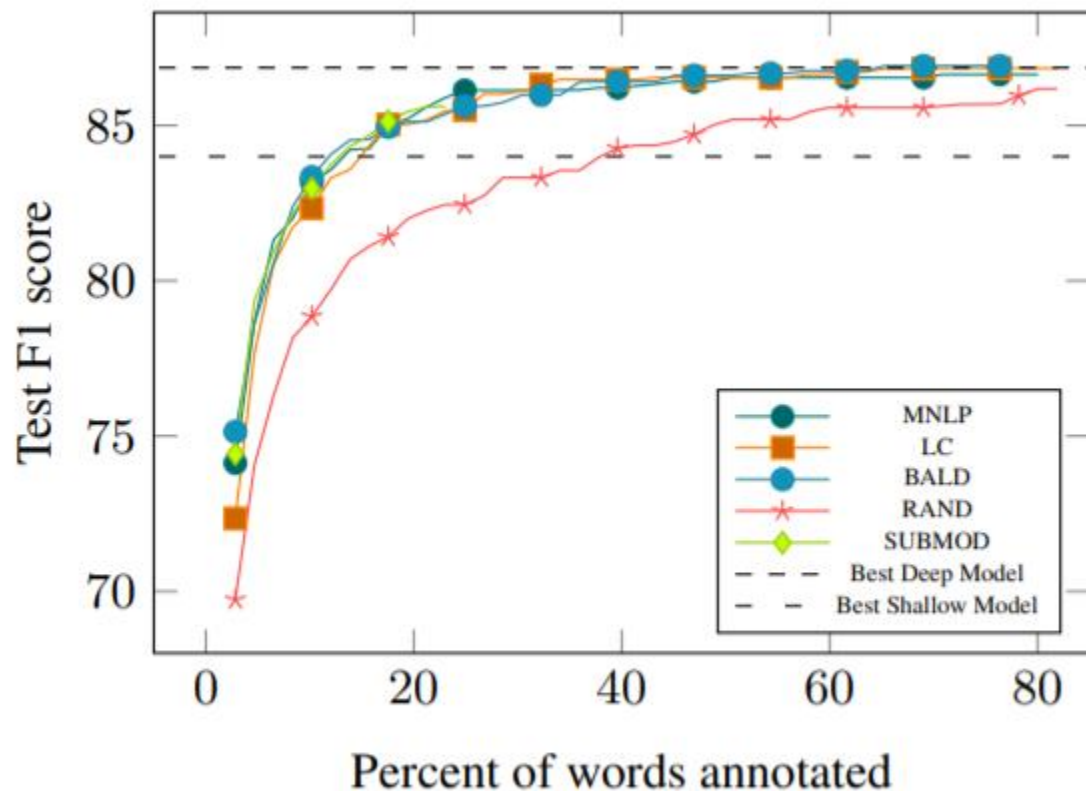 85
80
75
70
Test F1 score
MNLP
LC
BALD
RAND
SUBMOD
Best Deep Model
Best Shallow Model
0 20 40 60 80
Percent of words annotated